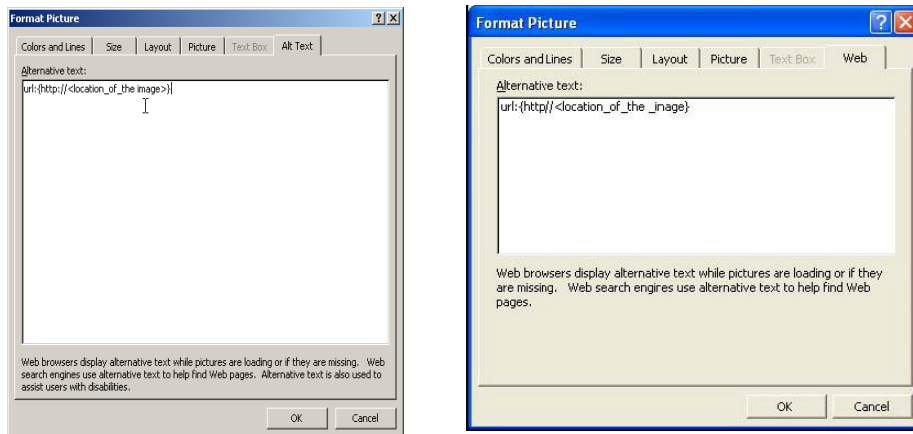 Format Picture
Colors and Lines Size Layout Picture Text Box Alt Text
Alternative text:
url:{http://<location_of_the image>}
Web browsers display alternative text while pictures are loading or if they are missing. Web
search engines use alternative text to help find Web pages. Alternative text is also used to
assist users with disabilities.
OK Cancel
Format Picture
Colors and Lines Size Layout Picture Text Box Web
Alternative text:
url:{http//<location_of_the _image}
Web browsers display alternative text while pictures are loading or if they
are missing. Web search engires use alternative text to help find Web
pages.
OK Cancel